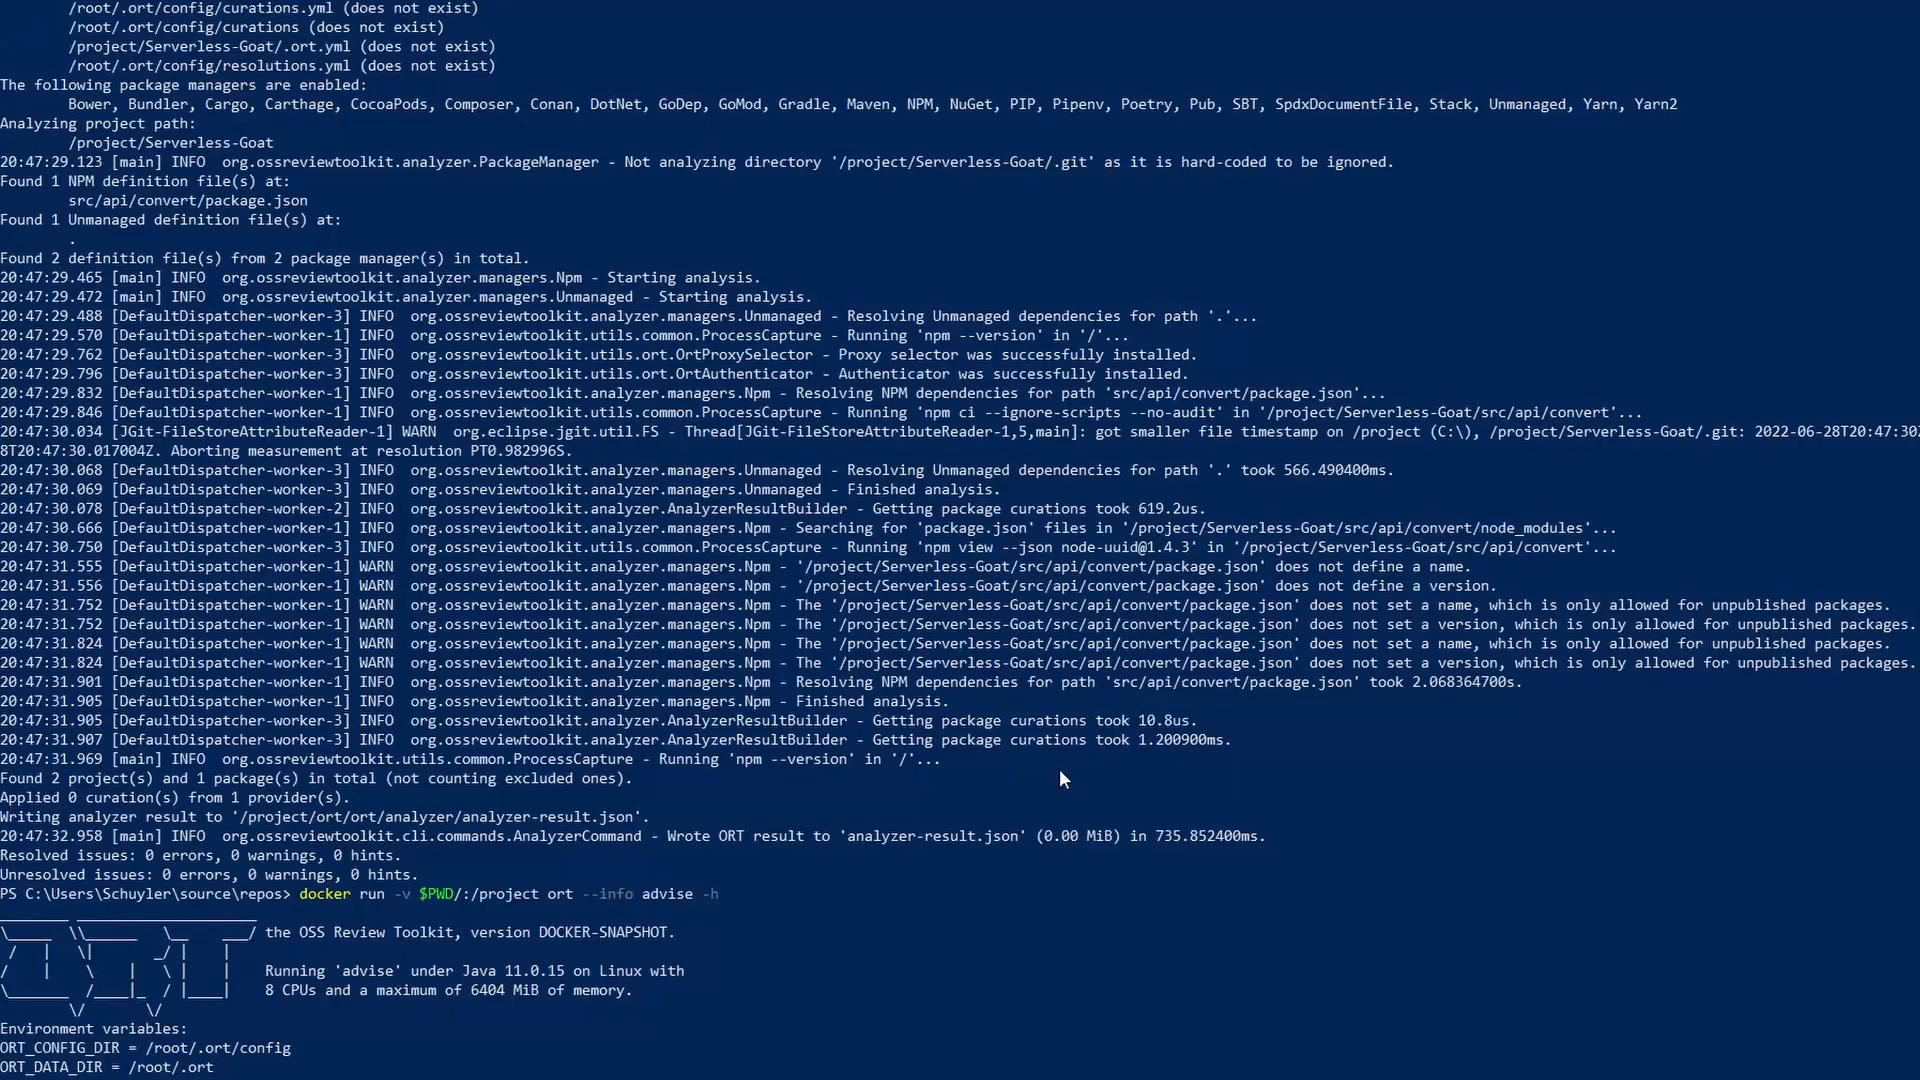 /root/.ort/config/curations.yml (does not exist)
/root/.ort/config/curations (does not exist)
/project/Serverless-Goat/.ort.yml (does not exist)
/root/.ort/config/resolutions.yml (does not exist)
The following package managers are enabled:
Bower, Bundler, Cargo, Carthage, CocoaPods, Composer, Conan, DotNet, GoDep, GoMod, Gradle, Maven, NPM, NuGet, PIP, Pipenv, Poetry, Pub, SBT, SpdxDocumentFile, Stack, Unmanaged, Yarn, Yarn2
Analyzing project path:
/project/Serverless-Goat
20:47:29.123 [main] INFO  org.ossreviewtoolkit.analyzer.PackageManager - Not analyzing directory '/project/Serverless-Goat/.git' as it is hard-coded to be ignored.
Found 1 NPM definition file(s) at:
src/api/convert/package.json
Found 1 Unmanaged definition file(s) at:
.
Found 2 definition file(s) from 2 package manager(s) in total.
20:47:29.465 [main] INFO  org.ossreviewtoolkit.analyzer.managers.Npm - Starting analysis.
20:47:29.472 [main] INFO  org.ossreviewtoolkit.analyzer.managers.Unmanaged - Starting analysis.
20:47:29.488 [DefaultDispatcher-worker-3] INFO  org.ossreviewtoolkit.analyzer.managers.Unmanaged - Resolving Unmanaged dependencies for path '.'...
20:47:29.570 [DefaultDispatcher-worker-1] INFO  org.ossreviewtoolkit.utils.common.ProcessCapture - Running 'npm --version' in '/'...
20:47:29.762 [DefaultDispatcher-worker-3] INFO  org.ossreviewtoolkit.utils.ort.OrtProxySelector - Proxy selector was successfully installed.
20:47:29.796 [DefaultDispatcher-worker-3] INFO  org.ossreviewtoolkit.utils.ort.OrtAuthenticator - Authenticator was successfully installed.
20:47:29.832 [DefaultDispatcher-worker-1] INFO  org.ossreviewtoolkit.analyzer.managers.Npm - Resolving NPM dependencies for path 'src/api/convert/package.json'...
20:47:29.846 [DefaultDispatcher-worker-1] INFO  org.ossreviewtoolkit.utils.common.ProcessCapture - Running 'npm ci --ignore-scripts --no-audit' in '/project/Serverless-Goat/src/api/convert'...
20:47:30.034 [JGit-FileStoreAttributeReader-1] WARN  org.eclipse.jgit.util.FS - Thread[JGit-FileStoreAttributeReader-1,5,main]: got smaller file timestamp on /project (C:\), /project/Serverless-Goat/.git: 2022-06-28T20:47:302
8T20:47:30.017004Z. Aborting measurement at resolution PT0.982996S.
20:47:30.068 [DefaultDispatcher-worker-3] INFO  org.ossreviewtoolkit.analyzer.managers.Unmanaged - Resolving Unmanaged dependencies for path '.' took 566.490400ms.
20:47:30.069 [DefaultDispatcher-worker-3] INFO  org.ossreviewtoolkit.analyzer.managers.Unmanaged - Finished analysis.
20:47:30.078 [DefaultDispatcher-worker-2] INFO  org.ossreviewtoolkit.analyzer.AnalyzerResultBuilder - Getting package curations took 619.2us.
20:47:30.666 [DefaultDispatcher-worker-1] INFO  org.ossreviewtoolkit.analyzer.managers.Npm - Searching for 'package.json' files in '/project/Serverless-Goat/src/api/convert/node_modules'...
20:47:30.750 [DefaultDispatcher-worker-3] INFO  org.ossreviewtoolkit.utils.common.ProcessCapture - Running 'npm view --json node-uuid@1.4.3' in '/project/Serverless-Goat/src/api/convert'...
20:47:31.555 [DefaultDispatcher-worker-1] WARN  org.ossreviewtoolkit.analyzer.managers.Npm - '/project/Serverless-Goat/src/api/convert/package.json' does not define a name.
20:47:31.556 [DefaultDispatcher-worker-1] WARN  org.ossreviewtoolkit.analyzer.managers.Npm - '/project/Serverless-Goat/src/api/convert/package.json' does not define a version.
20:47:31.752 [DefaultDispatcher-worker-1] WARN  org.ossreviewtoolkit.analyzer.managers.Npm - The '/project/Serverless-Goat/src/api/convert/package.json' does not set a name, which is only allowed for unpublished packages.
20:47:31.752 [DefaultDispatcher-worker-1] WARN  org.ossreviewtoolkit.analyzer.managers.Npm - The '/project/Serverless-Goat/src/api/convert/package.json' does not set a version, which is only allowed for unpublished packages.
20:47:31.824 [DefaultDispatcher-worker-1] WARN  org.ossreviewtoolkit.analyzer.managers.Npm - The '/project/Serverless-Goat/src/api/convert/package.json' does not set a name, which is only allowed for unpublished packages.
20:47:31.824 [DefaultDispatcher-worker-1] WARN  org.ossreviewtoolkit.analyzer.managers.Npm - The '/project/Serverless-Goat/src/api/convert/package.json' does not set a version, which is only allowed for unpublished packages.
20:47:31.901 [DefaultDispatcher-worker-1] INFO  org.ossreviewtoolkit.analyzer.managers.Npm - Resolving NPM dependencies for path 'src/api/convert/package.json' took 2.068364700s.
20:47:31.905 [DefaultDispatcher-worker-1] INFO  org.ossreviewtoolkit.analyzer.managers.Npm - Finished analysis.
20:47:31.905 [DefaultDispatcher-worker-3] INFO  org.ossreviewtoolkit.analyzer.AnalyzerResultBuilder - Getting package curations took 10.8us.
20:47:31.907 [DefaultDispatcher-worker-3] INFO  org.ossreviewtoolkit.analyzer.AnalyzerResultBuilder - Getting package curations took 1.200900ms.
20:47:31.969 [main] INFO  org.ossreviewtoolkit.utils.common.ProcessCapture - Running 'npm --version' in '/'...
Found 2 project(s) and 1 package(s) in total (not counting excluded ones).
Applied 0 curation(s) from 1 provider(s).
Writing analyzer result to '/project/ort/ort/analyzer/analyzer-result.json'.
20:47:32.958 [main] INFO  org.ossreviewtoolkit.cli.commands.AnalyzerCommand - Wrote ORT result to 'analyzer-result.json' (0.00 MiB) in 735.852400ms.
Resolved issues: 0 errors, 0 warnings, 0 hints.
Unresolved issues: 0 errors, 0 warnings, 0 hints.
PS C:\Users\Schuyler\source\repos> docker run -v $PWD/:/project ort --info advise -h
the OSS Review Toolkit, version DOCKER-SNAPSHOT.
Running 'advise' under Java 11.0.15 on Linux with
8 CPUs and a maximum of 6404 MiB of memory.
Environment variables:
ORT_CONFIG_DIR = /root/.ort/config
ORT_DATA_DIR = /root/.ort